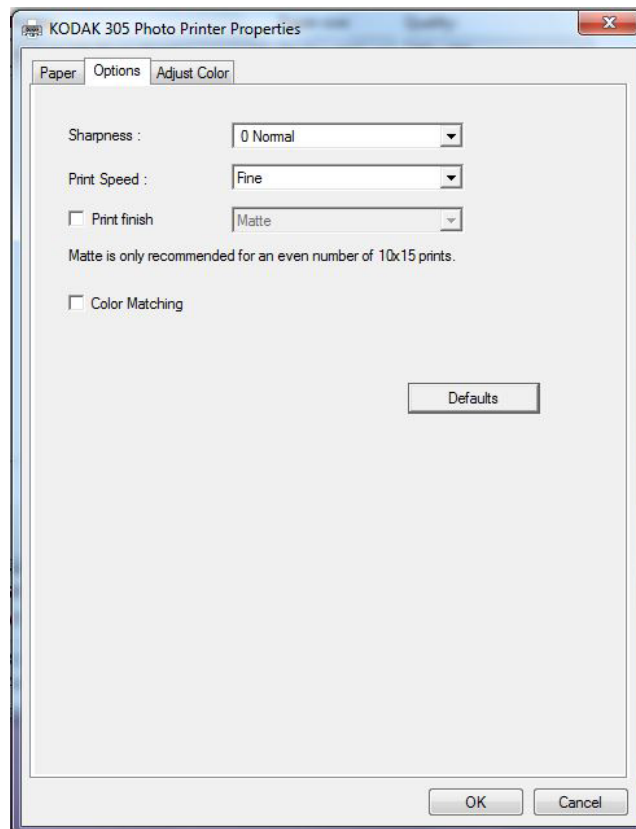 KODAK 305 Photo Printer Properties
Paper Options Adjust Color
Sharpness : 0 Normal
Print Speed : Fine
Print finish Matte
Matte is only recommended for an even number of 10x15 prints.
Color Matching
Defaults
OK Cancel